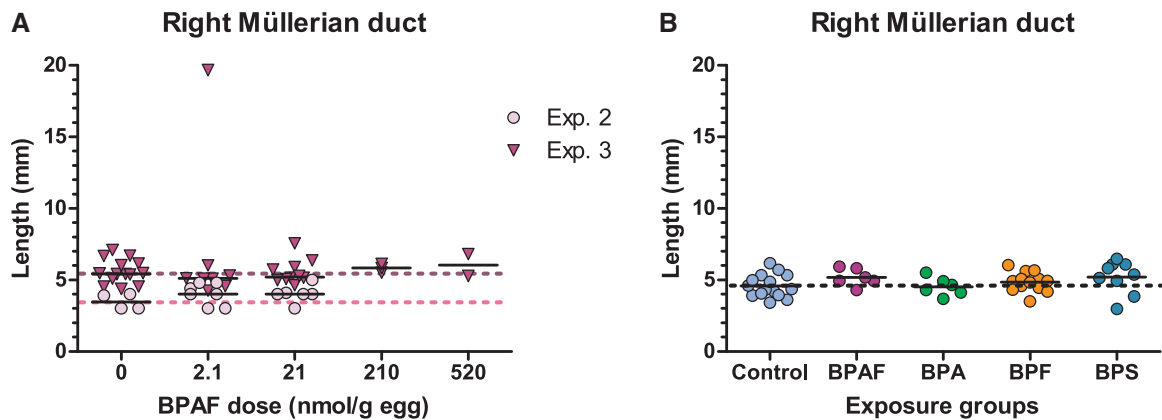 A
Right Müllerian duct
Length (mm)
20
15
10
5
0
0 2.1 21 210 520
BPAF dose (nmol/g egg)
Exp. 2
Exp. 3
B
Right Müllerian duct
Length (mm)
20
15
10
5
0
Control BPAF BPA BPF BPS
Exposure groups